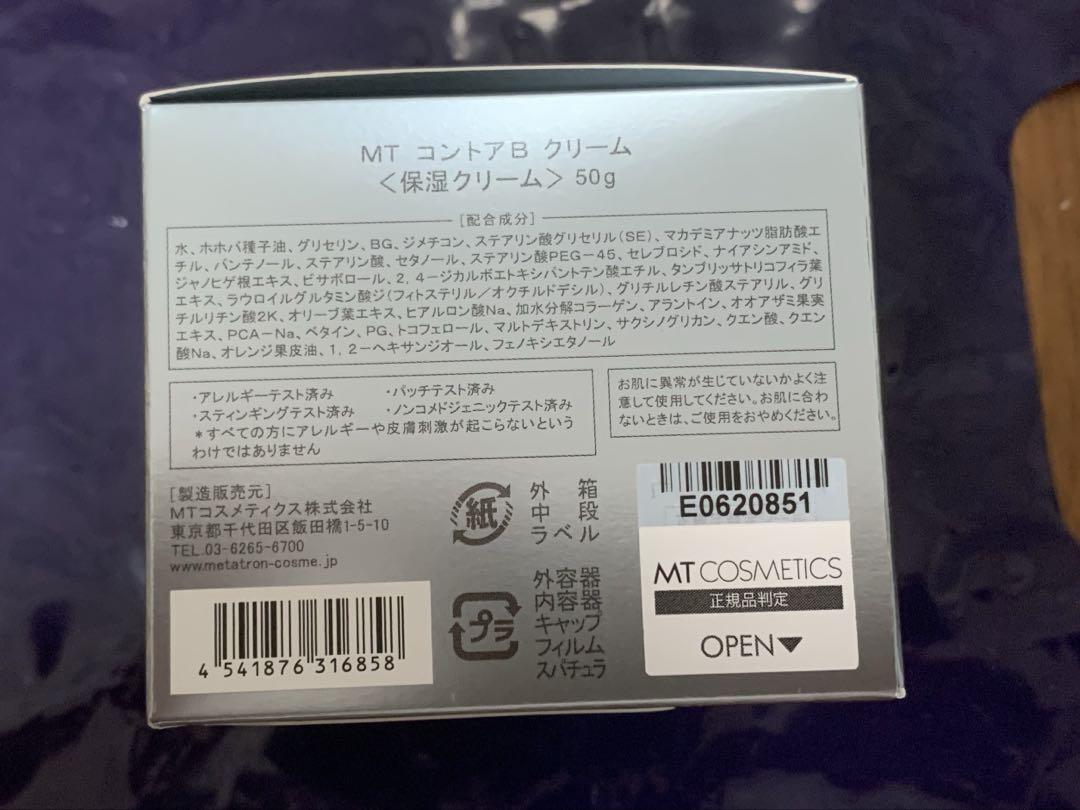 MT コントアB クリーム
＜保湿クリーム＞ 50g
[配合成分]
水、ホホバ種子油、グリセリン、BG、ジメチコン、ステアリン酸グリセリル(SE)、マカデミアナッツ脂肪酸エ
チル、パンテノール、ステアリン酸、セタノール、ステアリン酸PEG－45、セレブロシド、ナイアシンアミド、
ジャノヒゲ根エキス、ビサボロール、2，4－ジカルボエトキシパントテン酸エチル、タンブリッサトリコフィラ葉
エキス、ラウロイルグルタミン酸ジ(フィトステリル／オクチルドデシル)、グリチルレチン酸ステアリル、グリ
チルリチン酸2K、オリーブ葉エキス、ヒアルロン酸Na、加水分解コラーゲン、アラントイン、オオアザミ果実
エキス、PCA－Na、ベタイン、PG、トコフェロール、マルトデキストリン、サクシノグリカン、クエン酸、クエン
酸Na、オレンジ果皮油、1，2－ヘキサンジオール、フェノキシエタノール
・アレルギーテスト済み ・パッチテスト済み
・スティンギングテスト済み ・ノンコメドジェニックテスト済み
＊すべての方にアレルギーや皮膚刺激が起こらないという
わけではありません
お肌に異常が生じていないかよく注
意して使用してください。お肌に合わ
ないときは、ご使用をおやめください。
[製造販売元]
MTコスメティクス株式会社
東京都千代田区飯田橋1-5-10
TEL.03-6265-6700
www.metatron-cosme.jp
4 541876 316858
紙
外 箱
中 段
ラベル
プラ
外容器
内容器
キャップ
フィルム
スパチュラ
E0620851
MT COSMETICS
正規品判定
OPEN▼